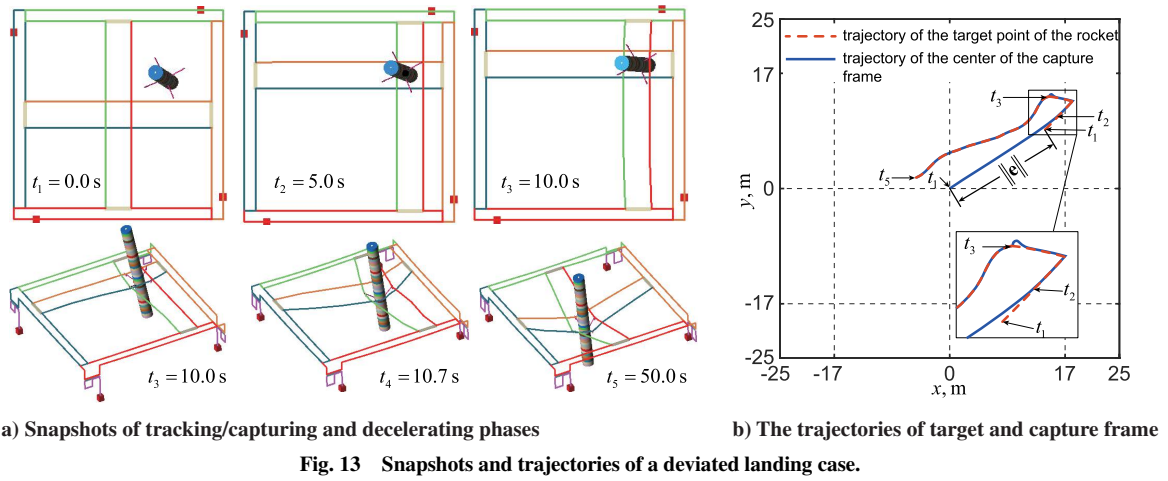 t₁ = 0.0 s
t₂ = 5.0 s
t₃ = 10.0 s
t₃ = 10.0 s
t₄ = 10.7 s
t₅ = 50.0 s
a) Snapshots of tracking/capturing and decelerating phases
25
17
0
-17
-25
y, m
-25
-17
0
17
25
x, m
trajectory of the target point of the rocket
trajectory of the center of the capture
frame
t₃
t₂
t₁
t₅
t₁
‖e‖
t₃
t₂
t₁
b) The trajectories of target and capture frame
Fig. 13 Snapshots and trajectories of a deviated landing case.